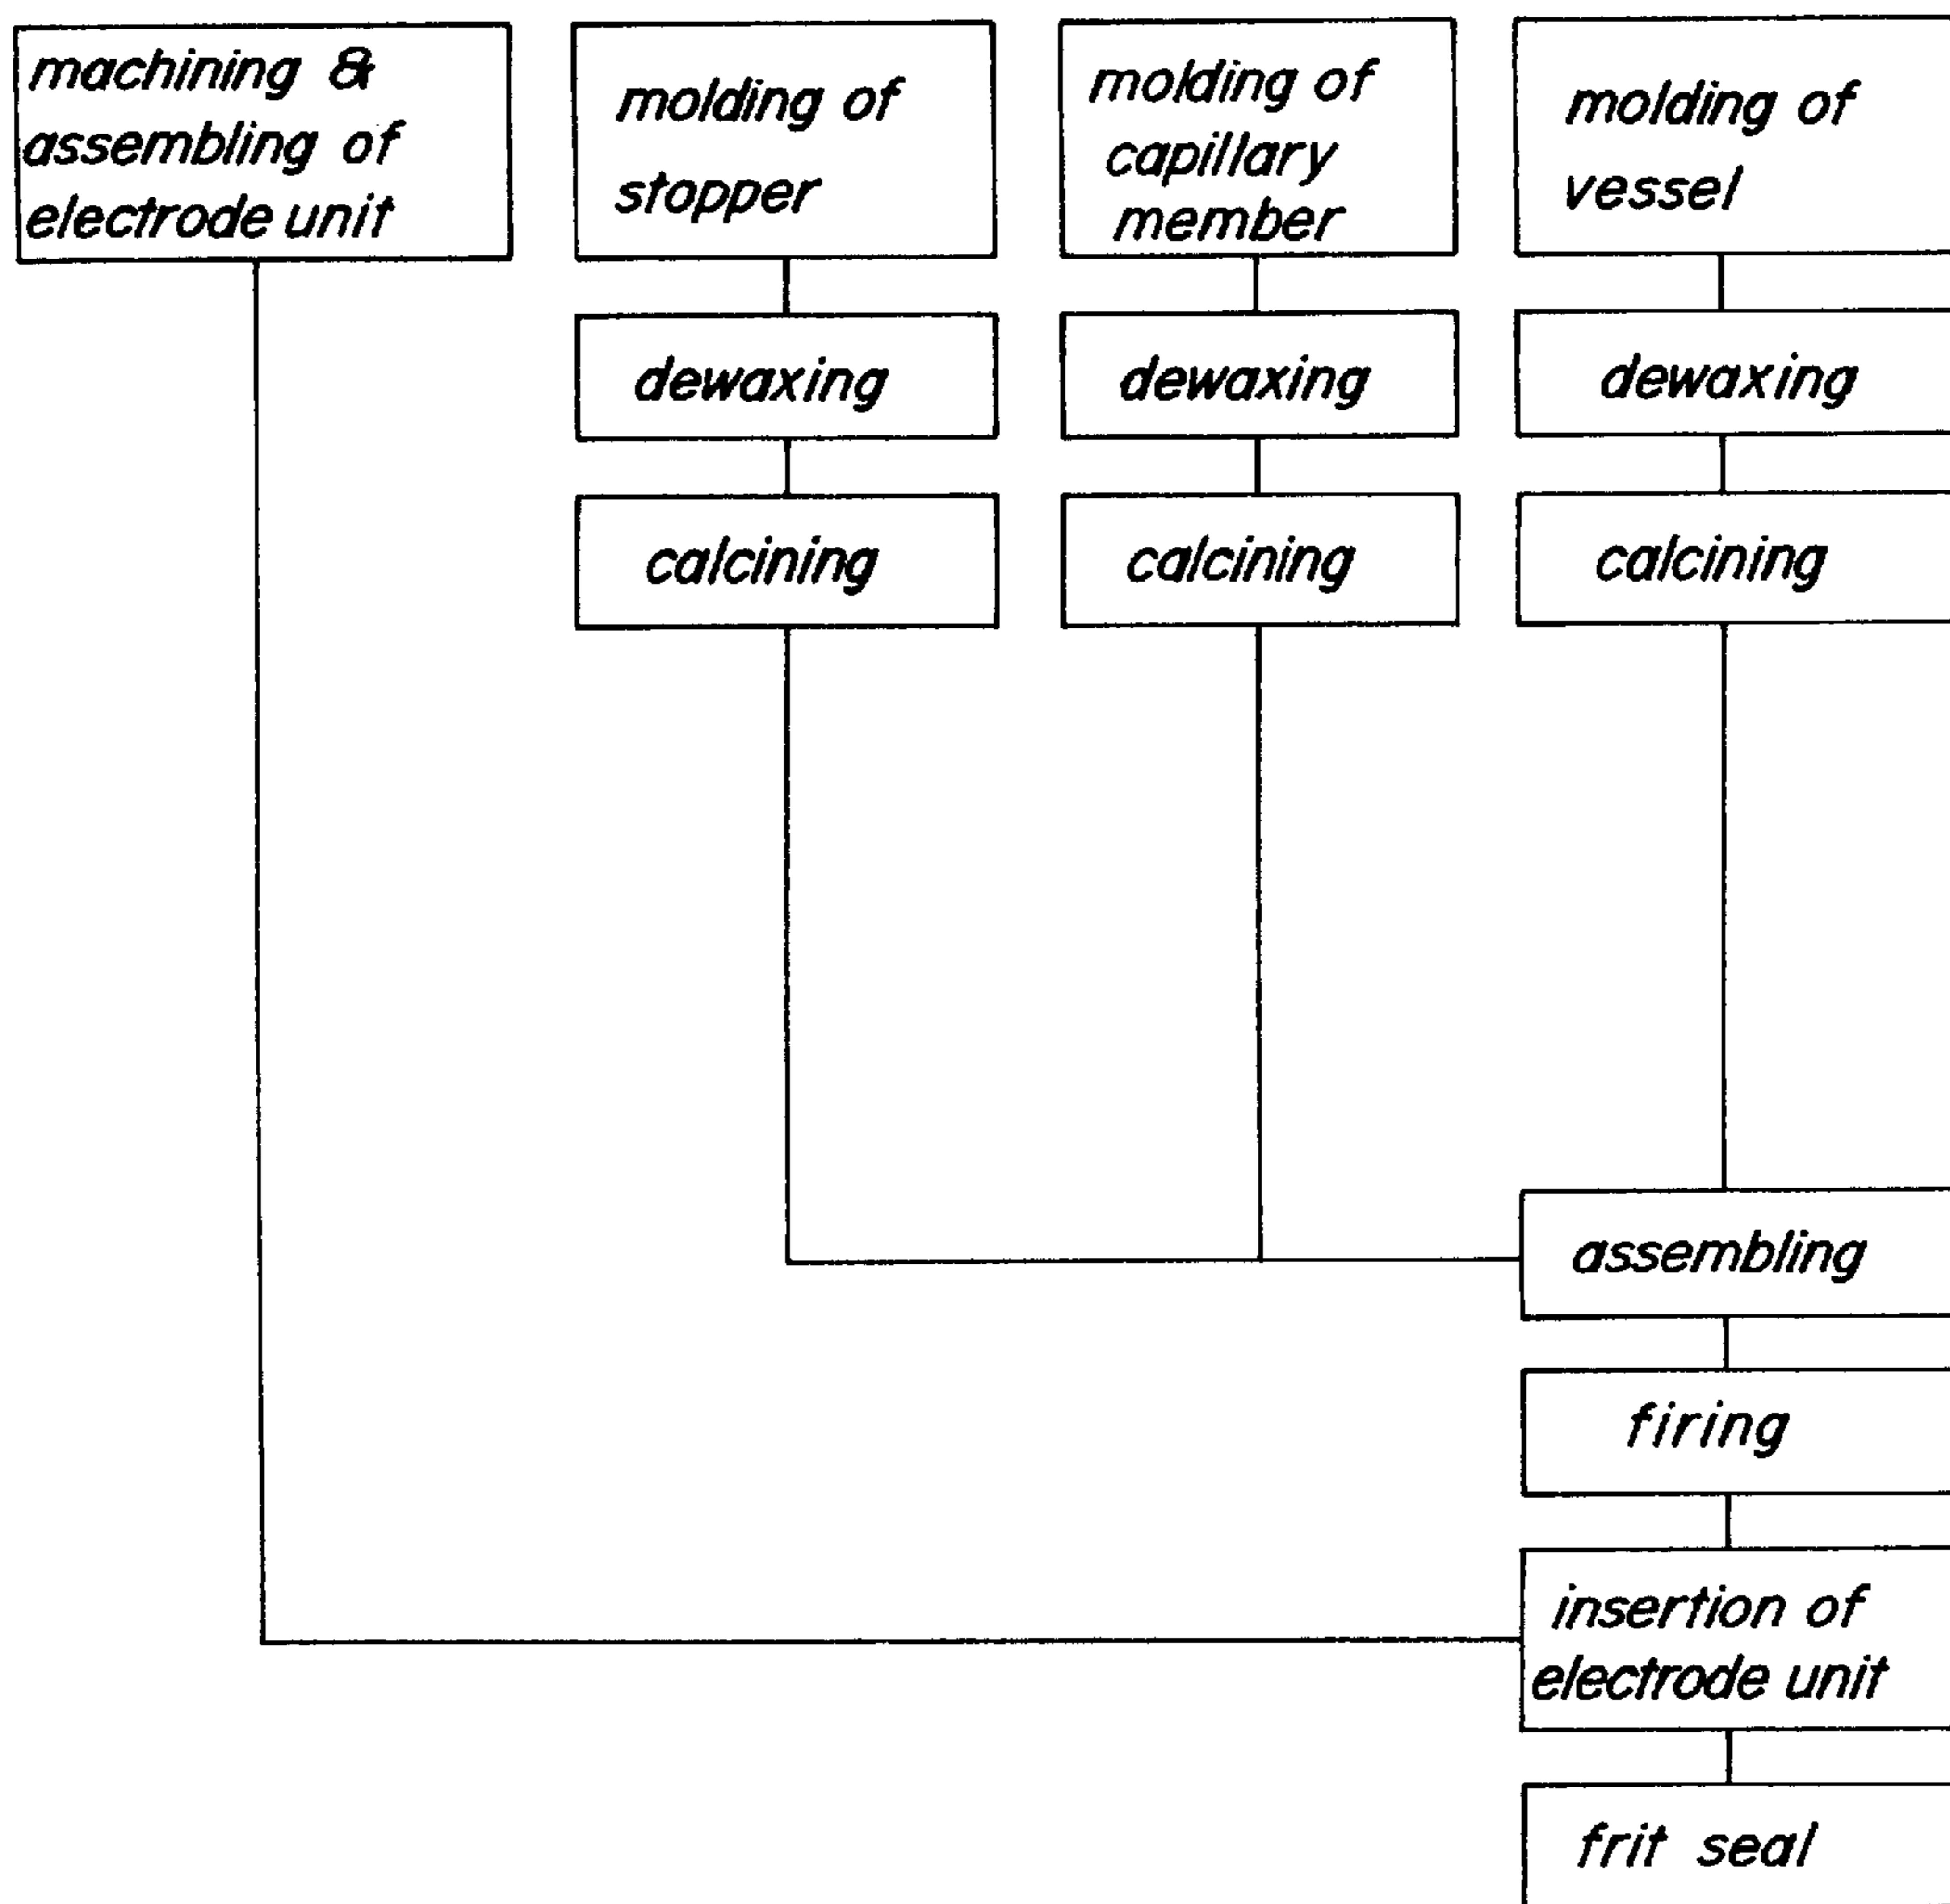 machining &
assembling of
electrode unit
molding of
stopper
molding of
capillary
member
molding of
vessel
dewaxing
dewaxing
dewaxing
calcining
calcining
calcining
assembling
firing
insertion of
electrode unit
frit seal